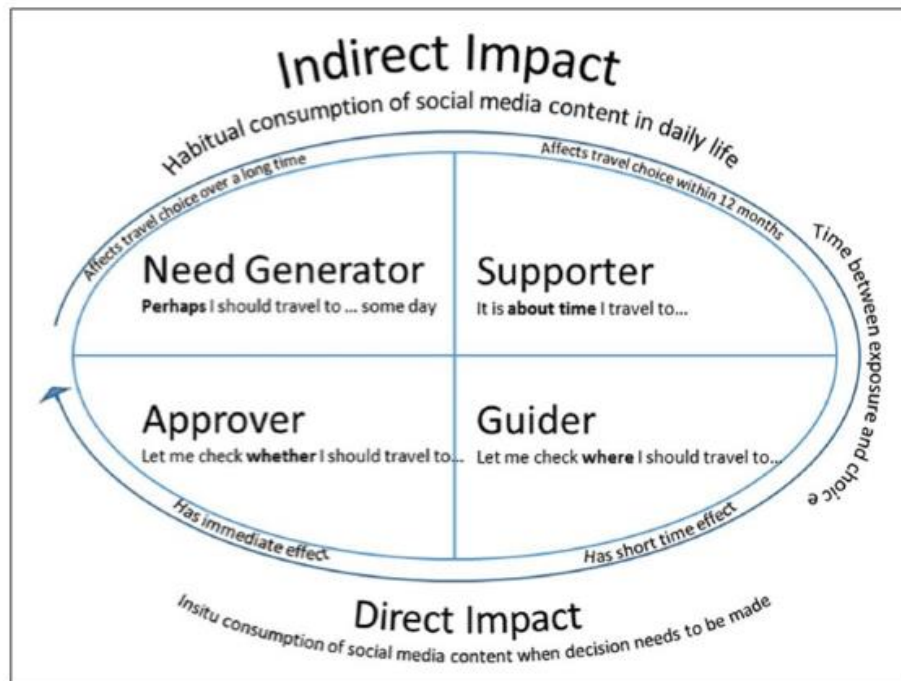 Indirect Impact
Habitual consumption of social media content in daily life
Affects travel choice over a long time
Affects travel choice within 12 months
Time between exposure and choice
Need Generator
Perhaps I should travel to ... some day
Supporter
It is about time I travel to...
Approver
Let me check whether I should travel to...
Guider
Let me check where I should travel to...
Has immediate effect
Has short time effect
Direct Impact
Insitu consumption of social media content when decision needs to be made